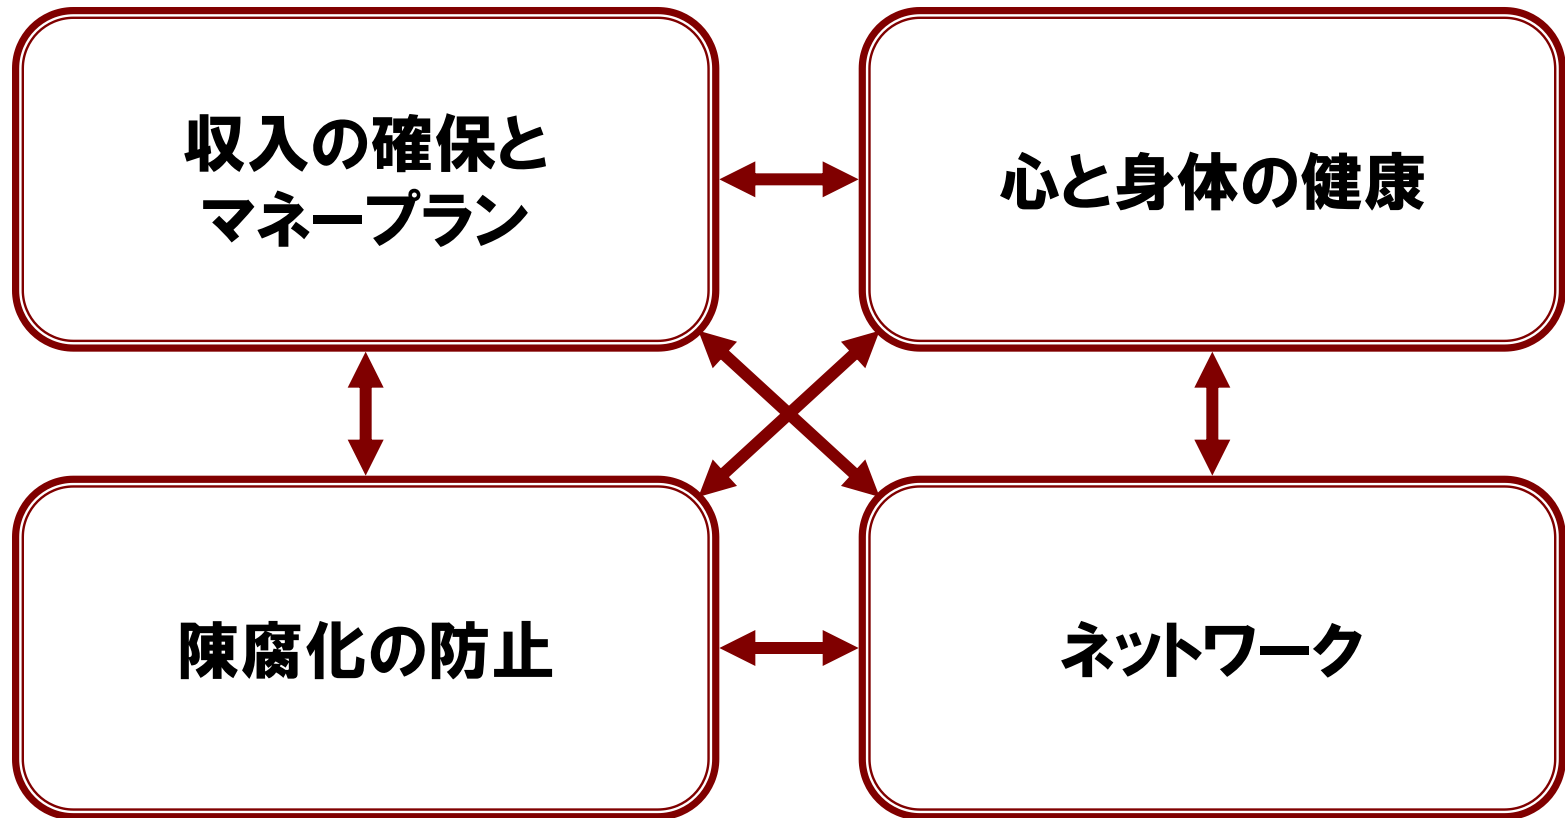 収入の確保と
マネープラン
心と身体の健康
陳腐化の防止
ネットワーク